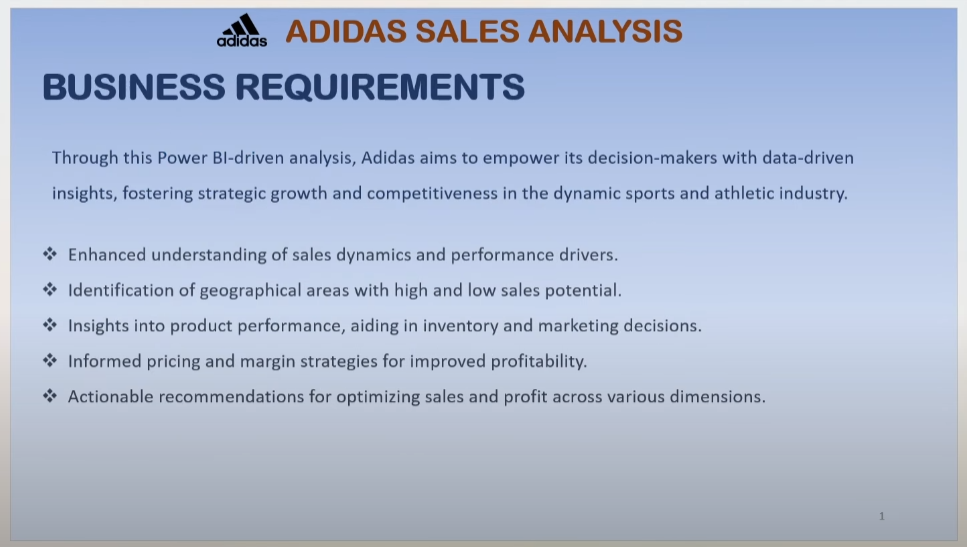 adidas
ADIDAS SALES ANALYSIS
BUSINESS REQUIREMENTS
Through this Power BI-driven analysis, Adidas aims to empower its decision-makers with data-driven
insights, fostering strategic growth and competitiveness in the dynamic sports and athletic industry.
❖ Enhanced understanding of sales dynamics and performance drivers.
❖ Identification of geographical areas with high and low sales potential.
❖ Insights into product performance, aiding in inventory and marketing decisions.
❖ Informed pricing and margin strategies for improved profitability.
❖ Actionable recommendations for optimizing sales and profit across various dimensions.
1